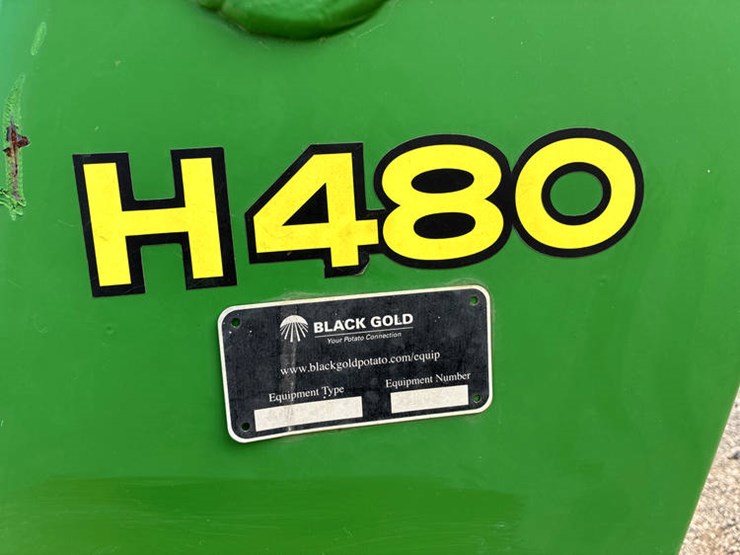 H480
BLACK GOLD
Your Potato Connection
www.blackgoldpotato.com/equip
Equipment Type
Equipment Number